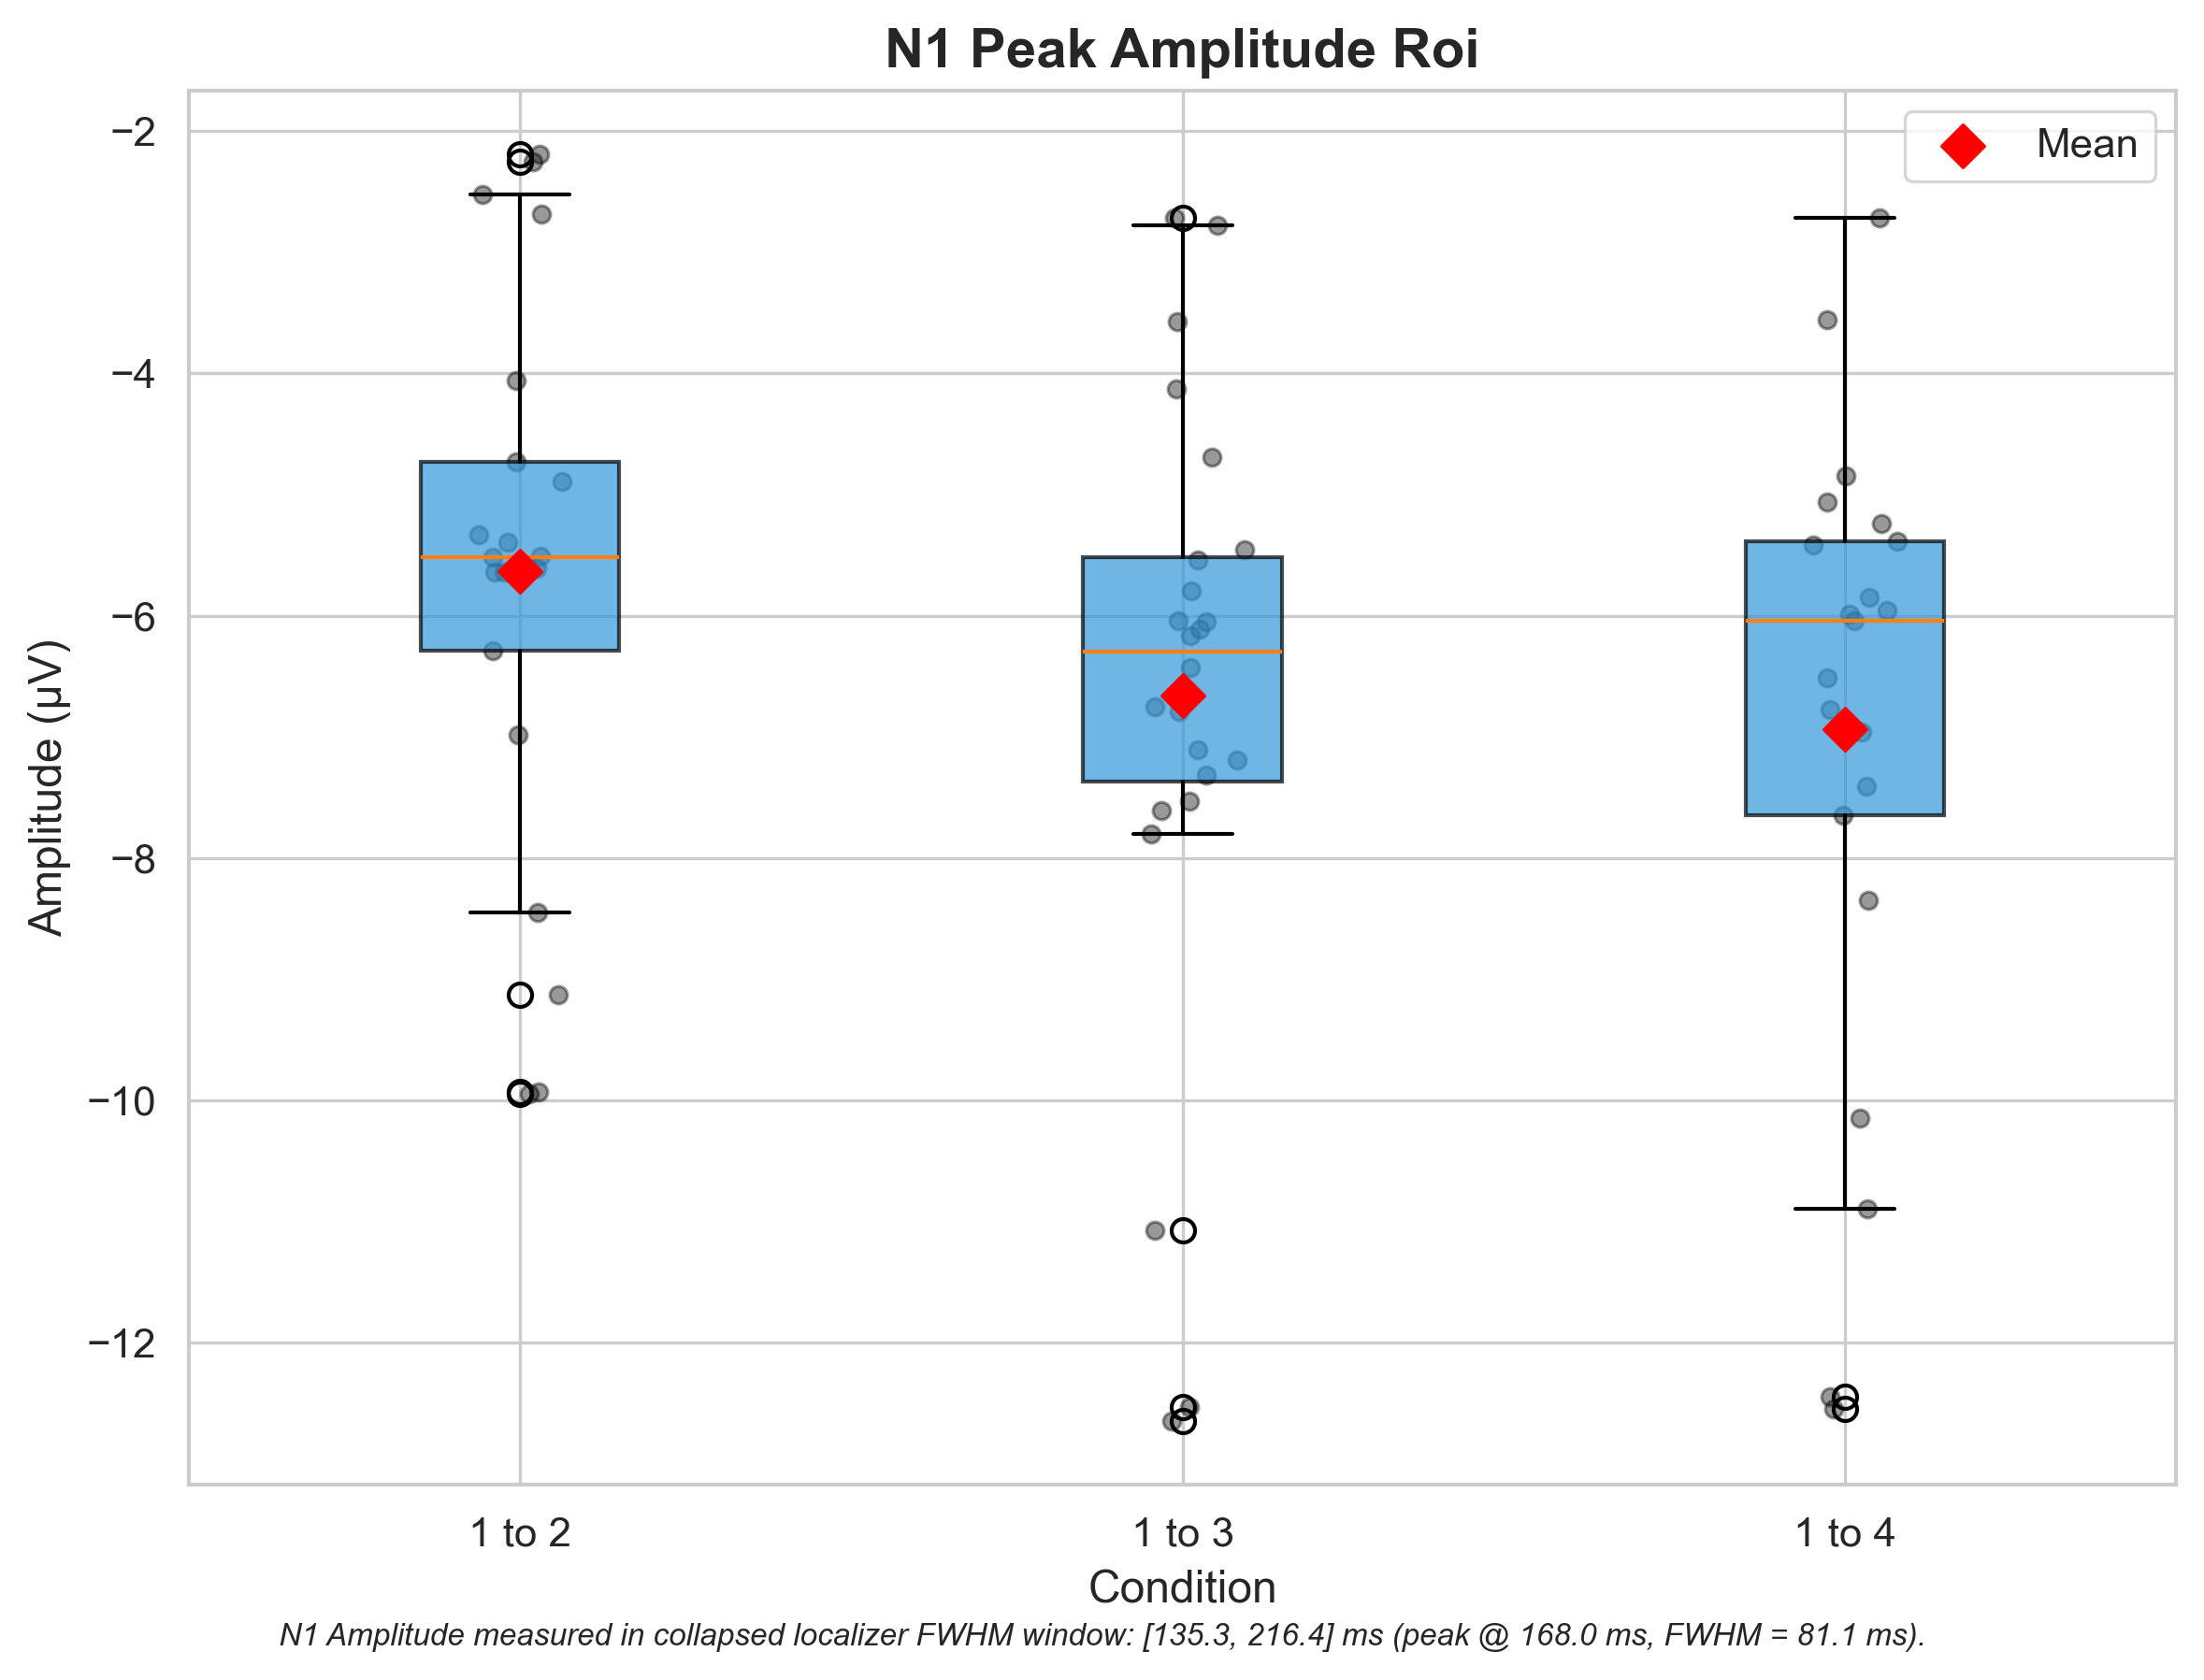 N1 Peak Amplitude Roi
Mean
−2
−4
−6
−8
−10
−12
Amplitude (µV)
1 to 2
1 to 3
1 to 4
Condition
N1 Amplitude measured in collapsed localizer FWHM window: [135.3, 216.4] ms (peak @ 168.0 ms, FWHM = 81.1 ms).